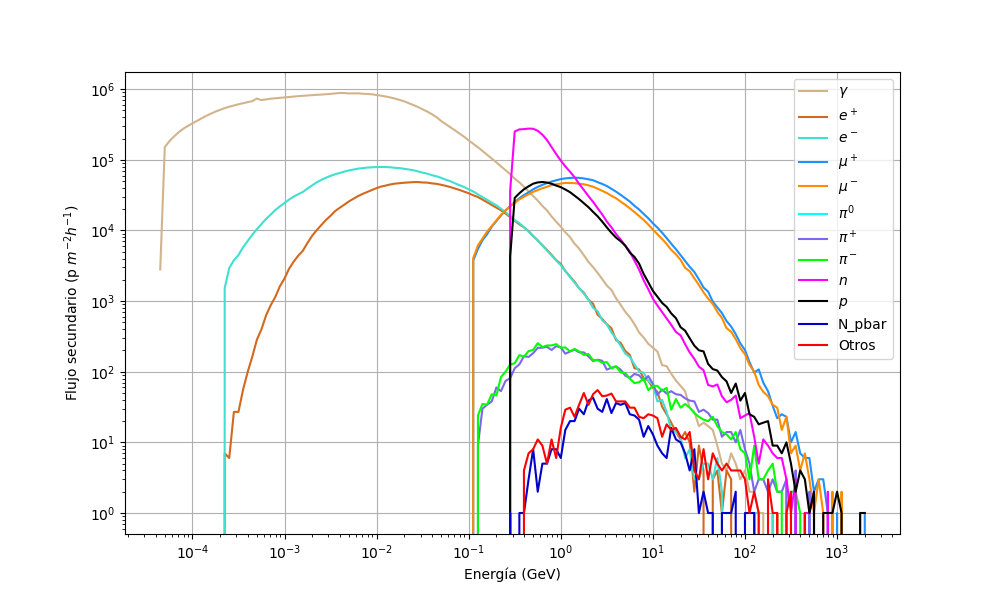 10⁶
10⁵
10⁴
10³
10²
10¹
10⁰
Flujo secundario (p m⁻²h⁻¹)
10⁻⁴
10⁻³
10⁻²
10⁻¹
10⁰
10¹
10²
10³
Energía (GeV)
γ
e⁺
e⁻
μ⁺
μ⁻
π⁰
π⁺
π⁻
n
p
N_pbar
Otros